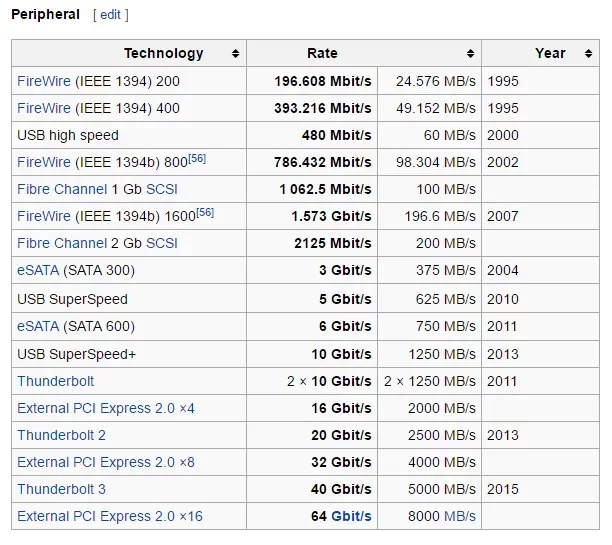 Peripheral [ edit ]
Technology Rate Year
FireWire (IEEE 1394) 200 196.608 Mbit/s 24.576 MB/s 1995
FireWire (IEEE 1394) 400 393.216 Mbit/s 49.152 MB/s 1995
USB high speed 480 Mbit/s 60 MB/s 2000
FireWire (IEEE 1394b) 800[56] 786.432 Mbit/s 98.304 MB/s 2002
Fibre Channel 1 Gb SCSI 1 062.5 Mbit/s 100 MB/s
FireWire (IEEE 1394b) 1600[56] 1.573 Gbit/s 196.6 MB/s 2007
Fibre Channel 2 Gb SCSI 2125 Mbit/s 200 MB/s
eSATA (SATA 300) 3 Gbit/s 375 MB/s 2004
USB SuperSpeed 5 Gbit/s 625 MB/s 2010
eSATA (SATA 600) 6 Gbit/s 750 MB/s 2011
USB SuperSpeed+ 10 Gbit/s 1250 MB/s 2013
Thunderbolt 2 × 10 Gbit/s 2 × 1250 MB/s 2011
External PCI Express 2.0 ×4 16 Gbit/s 2000 MB/s
Thunderbolt 2 20 Gbit/s 2500 MB/s 2013
External PCI Express 2.0 ×8 32 Gbit/s 4000 MB/s
Thunderbolt 3 40 Gbit/s 5000 MB/s 2015
External PCI Express 2.0 ×16 64 Gbit/s 8000 MB/s